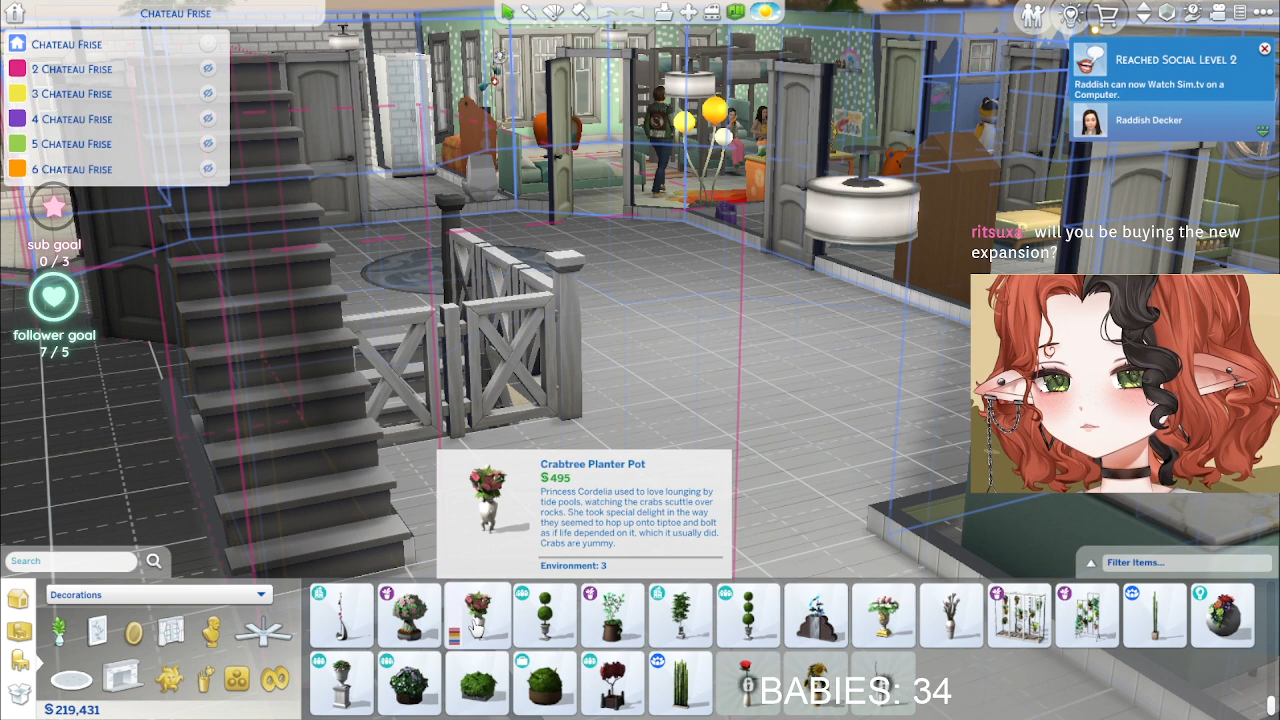 CHATEAU FRISE
CHATEAU FRISE
2 CHATEAU FRISE
3 CHATEAU FRISE
4 CHATEAU FRISE
5 CHATEAU FRISE
6 CHATEAU FRISE
sub goal
0 / 3
follower goal
7 / 5
REACHED SOCIAL LEVEL 2
Raddish can now Watch Sim.tv on a
Computer.
Raddish Decker
ritsuxa will you be buying the new
expansion?
Crabtree Planter Pot
§495
Princess Cordelia used to love lounging by
tide pools, watching the crabs scuttle over
rocks. She took special delight in the way
they seemed to hop up onto tiptoe and bolt
as if life depended on it, which it usually did.
Crabs are yummy.
Environment: 3
Search
Filter Items...
Decorations
§219,431
BABIES: 34